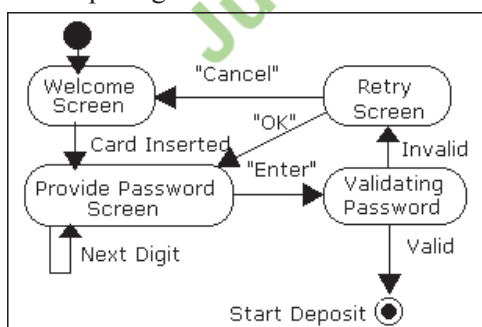 Welcome
Screen
"Cancel"
Retry
Screen
"OK"
Card Inserted
"Enter"
Invalid
Provide Password
Screen
Validating
Password
Next Digit
Valid
Start Deposit